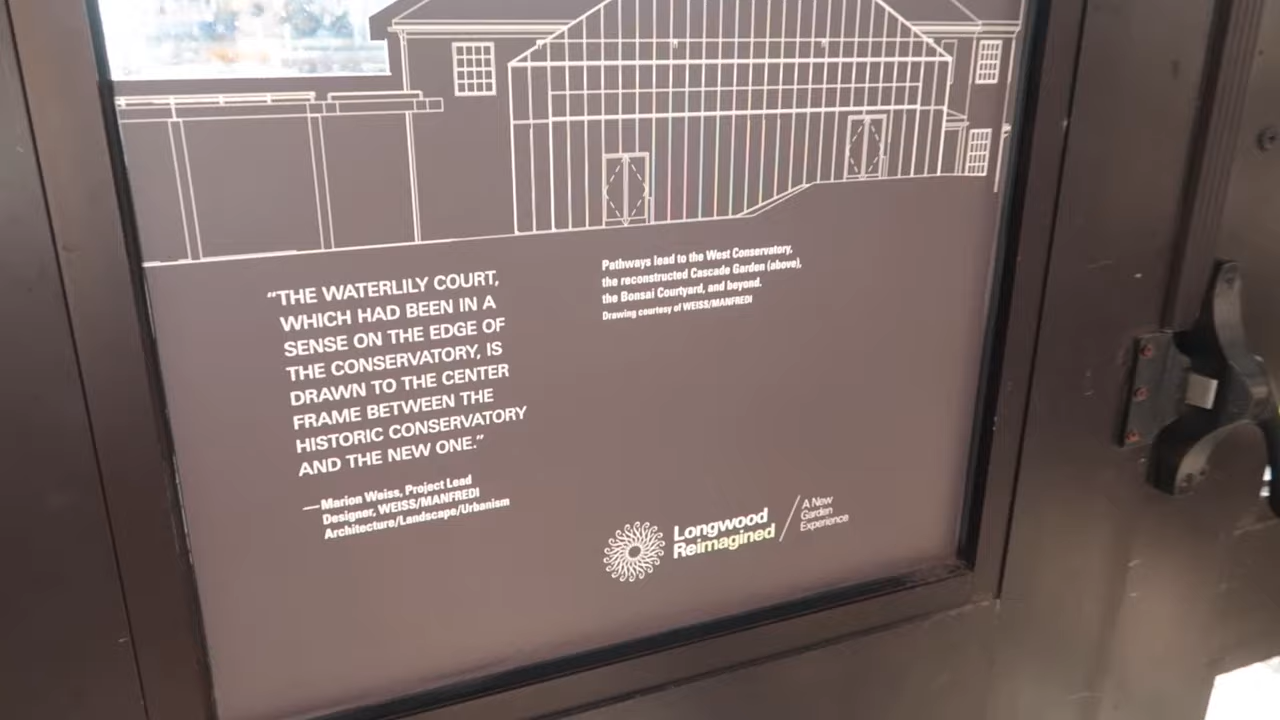 “THE WATERLILY COURT,
WHICH HAD BEEN IN A
SENSE ON THE EDGE OF
THE CONSERVATORY, IS
DRAWN TO THE CENTER
FRAME BETWEEN THE
HISTORIC CONSERVATORY
AND THE NEW ONE.”
—Marion Weiss, Project Lead
Designer, WEISS/MANFREDI
Architecture/Landscape/Urbanism
Pathways lead to the West Conservatory,
the reconstructed Cascade Garden (above),
the Bonsai Courtyard, and beyond.
Drawing courtesy of WEISS/MANFREDI
Longwood
Reimagined
A New
Garden
Experience